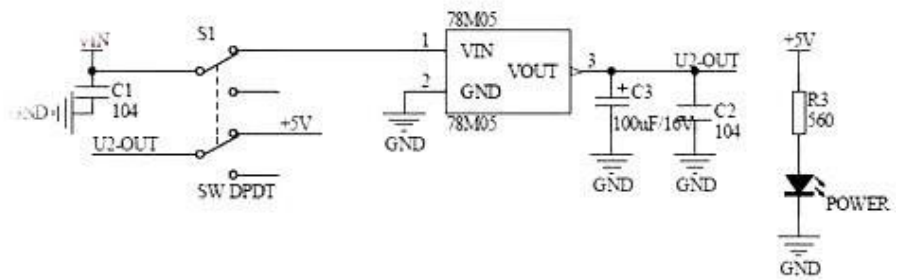 78M05
VIN
S1
1
VIN
3
U2-OUT
+5V
VOUT
C1
104
2
GND
GND
C3
100uF/16V
C2
104
R3
560
+5V
78M05
U2-OUT
GND
SW DPDT
GND
GND
POWER
GND